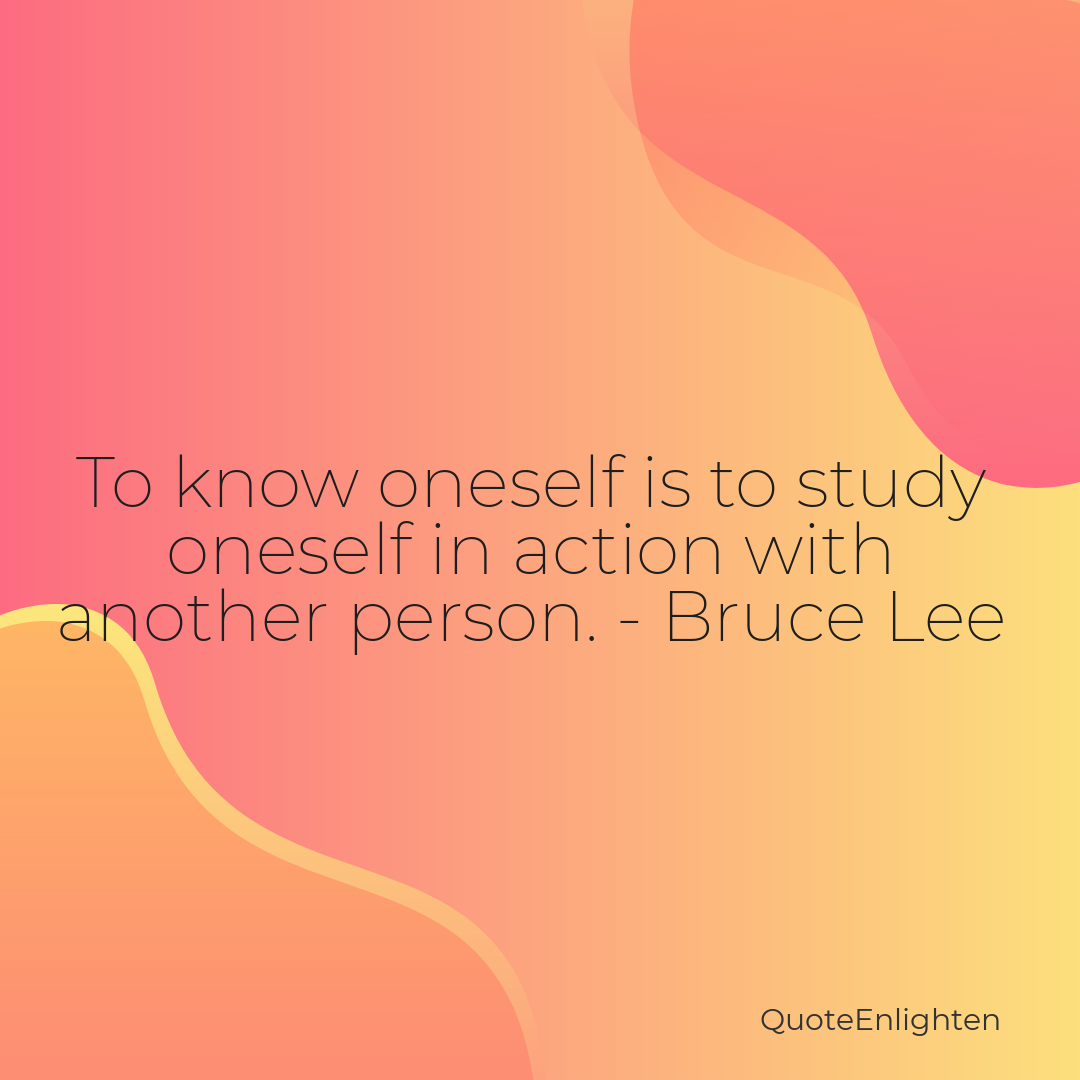 To know oneself is to study
oneself in action with
another person. - Bruce Lee
QuoteEnlighten